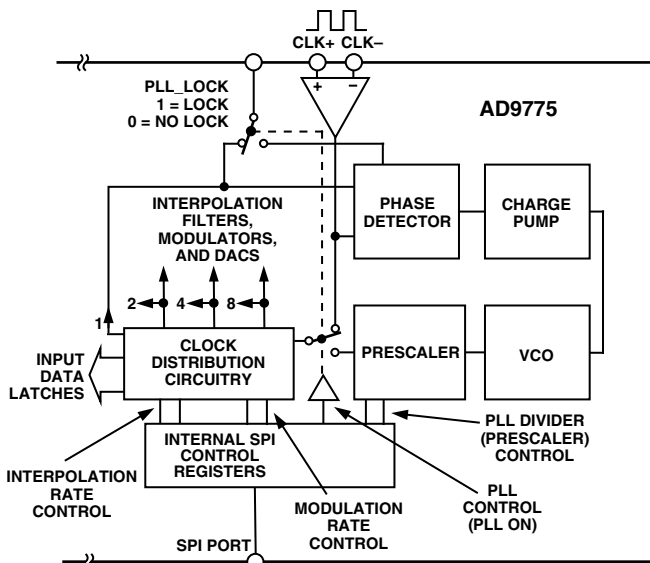 CLK+ CLK–
PLL_LOCK
1 = LOCK
0 = NO LOCK
+ –
AD9775
INTERPOLATION
FILTERS,
MODULATORS,
AND DACS
PHASE
DETECTOR
CHARGE
PUMP
2
4
8
1
CLOCK
DISTRIBUTION
CIRCUITRY
PRESCALER
VCO
INPUT
DATA
LATCHES
INTERNAL SPI
CONTROL
REGISTERS
PLL DIVIDER
(PRESCALER)
CONTROL
INTERPOLATION
RATE
CONTROL
MODULATION
RATE
CONTROL
PLL
CONTROL
(PLL ON)
SPI PORT